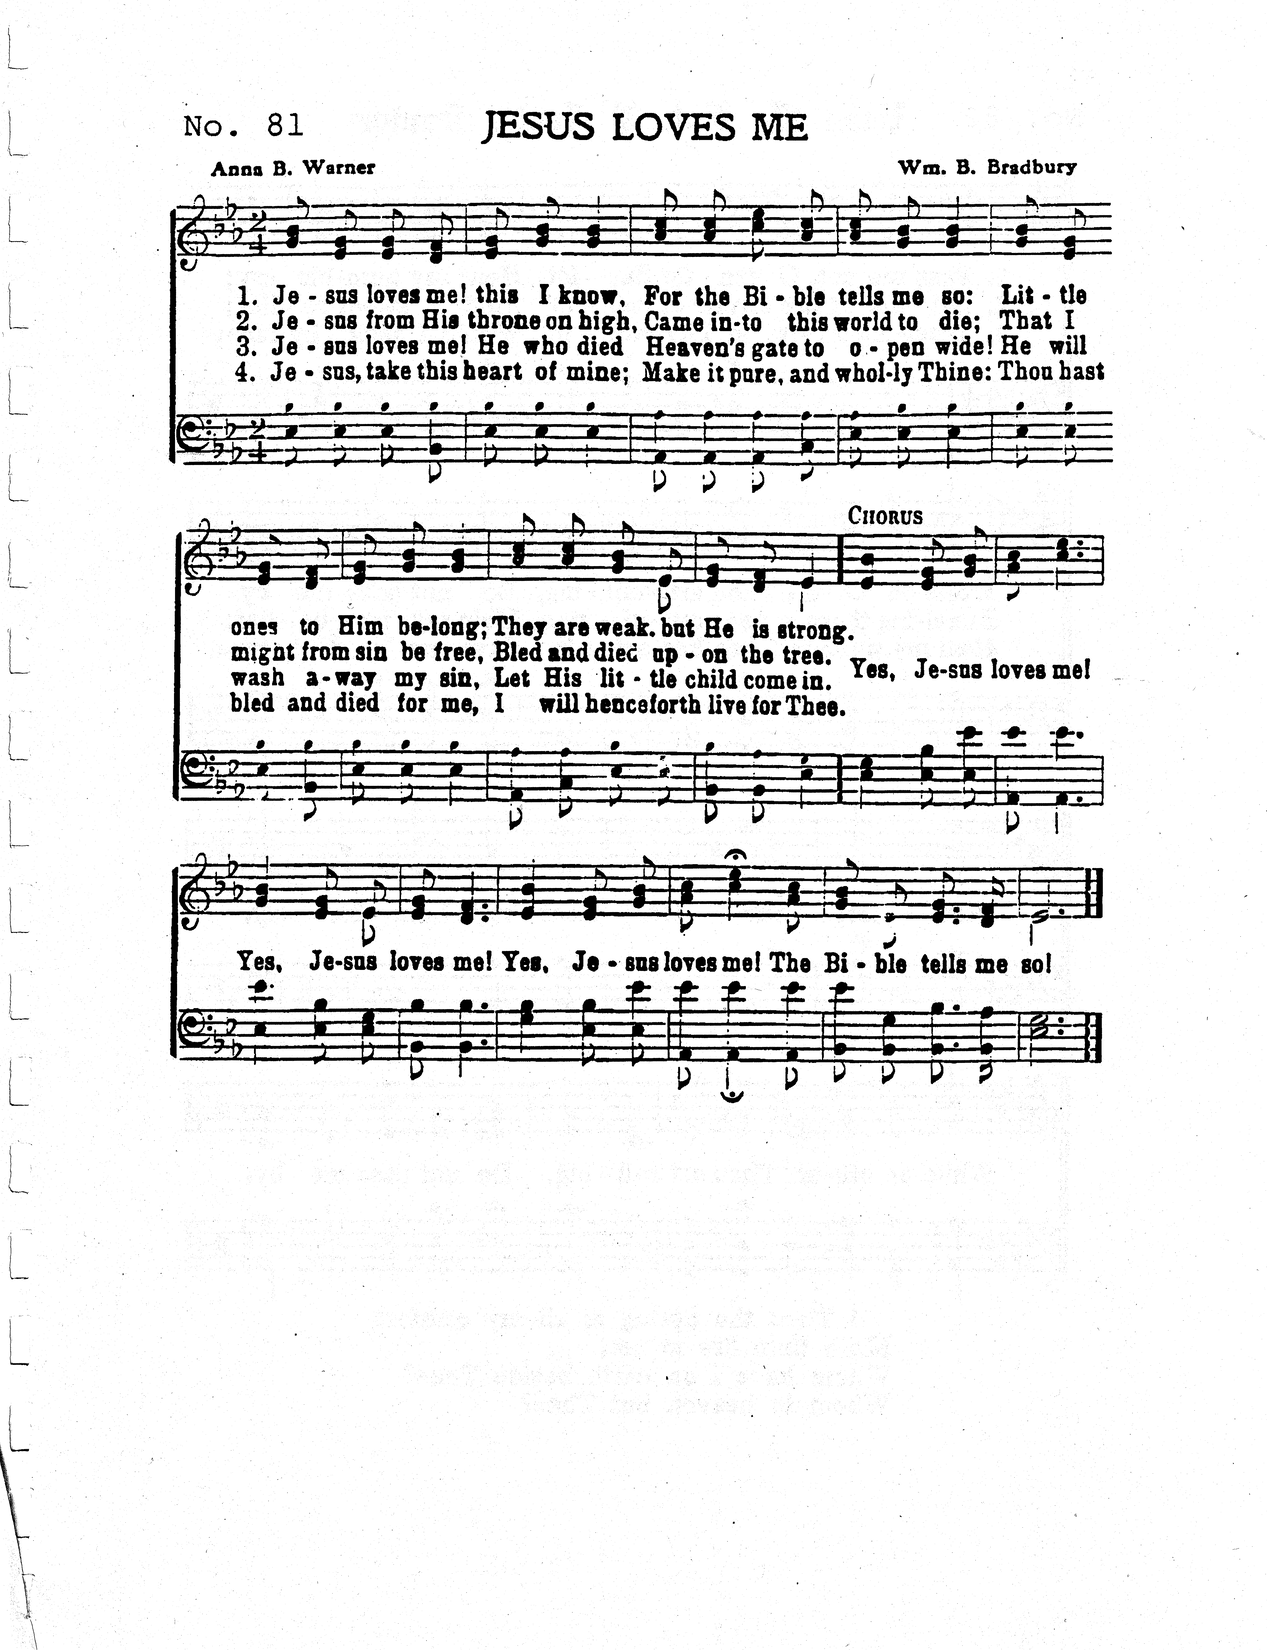 No. 81 JESUS LOVES ME
Anna B. Warner Wm. B. Bradbury
1. Je - sus loves me! this I know, For the Bi - ble tells me so: Lit - tle
2. Je - sus from His throne on high, Came in-to this world to die; That I
3. Je - sus loves me! He who died Heaven's gate to o - pen wide! He will
4. Je - sus, take this heart of mine; Make it pure, and whol-ly Thine: Thou hast
CHORUS
ones to Him be-long; They are weak. but He is strong.
might from sin be free, Bled and died up - on the tree.
wash a-way my sin, Let His lit - tle child come in.
bled and died for me, I will henceforth live for Thee.
Yes, Je-sus loves me!
Yes, Je-sus loves me! Yes, Je - sus loves me! The Bi - ble tells me so!